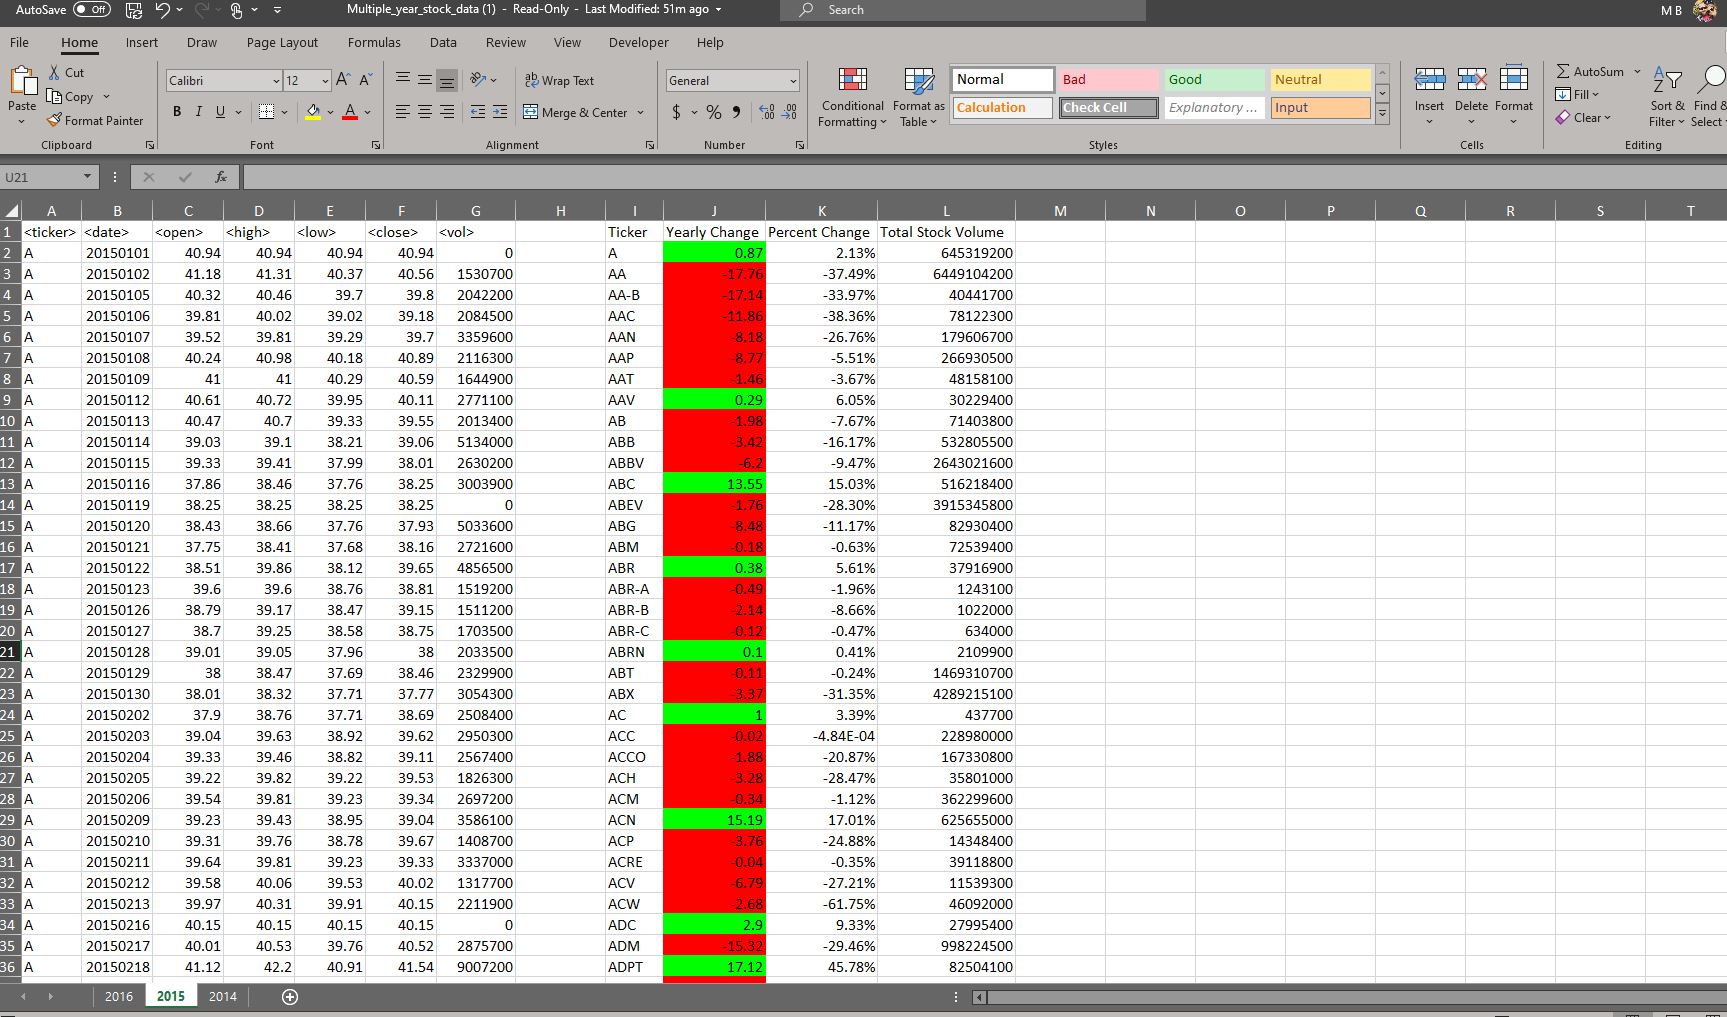 AutoSave Off Multiple_year_stock_data (1) - Read-Only - Last Modified: 51m ago Search M B
File Home Insert Draw Page Layout Formulas Data Review View Developer Help
Paste Cut Copy Format Painter
Calibri 12 A A B I U A
ab Wrap Text Merge & Center
General $ % 9
Conditional Formatting Format as Table
Normal Bad Good Neutral
Calculation Check Cell Explanatory ... Input
Insert Delete Format
AutoSum Fill Clear Sort & Filter Find & Select
Clipboard Font Alignment Number Styles Cells Editing
U21 fx
A B C D E F G H I J K L M N O P Q R S T
1 <ticker> <date> <open> <high> <low> <close> <vol> Ticker Yearly Change Percent Change Total Stock Volume
2 A 20150101 40.94 40.94 40.94 40.94 0 A 0.87 2.13% 645319200
3 A 20150102 41.18 41.31 40.37 40.56 1530700 AA -17.76 -37.49% 6449104200
4 A 20150105 40.32 40.46 39.7 39.8 2042200 AA-B -17.14 -33.97% 40441700
5 A 20150106 39.81 40.02 39.02 39.18 2084500 AAC -11.86 -38.36% 78122300
6 A 20150107 39.52 39.81 39.29 39.7 3359600 AAN -8.18 -26.76% 179606700
7 A 20150108 40.24 40.98 40.18 40.89 2116300 AAP -8.77 -5.51% 266930500
8 A 20150109 41 41 40.29 40.59 1644900 AAT -1.46 -3.67% 48158100
9 A 20150112 40.61 40.72 39.95 40.11 2771100 AAV 0.29 6.05% 30229400
10 A 20150113 40.47 40.7 39.33 39.55 2013400 AB -1.98 -7.67% 71403800
11 A 20150114 39.03 39.1 38.21 39.06 5134000 ABB -3.42 -16.17% 532805500
12 A 20150115 39.33 39.41 37.99 38.01 2630200 ABBV -6.2 -9.47% 2643021600
13 A 20150116 37.86 38.46 37.76 38.25 3003900 ABC 13.55 15.03% 516218400
14 A 20150119 38.25 38.25 38.25 38.25 0 ABEV -1.76 -28.30% 3915345800
15 A 20150120 38.43 38.66 37.76 37.93 5033600 ABG -8.48 -11.17% 82930400
16 A 20150121 37.75 38.41 37.68 38.16 2721600 ABM -0.18 -0.63% 72539400
17 A 20150122 38.51 39.86 38.12 39.65 4856500 ABR 0.38 5.61% 37916900
18 A 20150123 39.6 39.6 38.76 38.81 1519200 ABR-A -0.49 -1.96% 1243100
19 A 20150126 38.79 39.17 38.47 39.15 1511200 ABR-B -2.14 -8.66% 1022000
20 A 20150127 38.7 39.25 38.58 38.75 1703500 ABR-C -0.12 -0.47% 634000
21 A 20150128 39.01 39.05 37.96 38 2033500 ABRN 0.1 0.41% 2109900
22 A 20150129 38 38.47 37.69 38.46 2329900 ABT -0.11 -0.24% 1469310700
23 A 20150130 38.01 38.32 37.71 37.77 3054300 ABX -3.37 -31.35% 4289215100
24 A 20150202 37.9 38.76 37.71 38.69 2508400 AC 1 3.39% 437700
25 A 20150203 39.04 39.63 38.92 39.62 2950300 ACC -0.02 -4.84E-04 228980000
26 A 20150204 39.33 39.46 38.82 39.11 2567400 ACCO -1.88 -20.87% 167330800
27 A 20150205 39.22 39.82 39.22 39.53 1826300 ACH -3.28 -28.47% 35801000
28 A 20150206 39.54 39.81 39.23 39.34 2697200 ACM -0.34 -1.12% 362299600
29 A 20150209 39.23 39.43 38.95 39.04 3586100 ACN 15.19 17.01% 625655000
30 A 20150210 39.31 39.76 38.78 39.67 1408700 ACP -3.76 -24.88% 14348400
31 A 20150211 39.64 39.81 39.23 39.33 3337000 ACRE -0.04 -0.35% 39118800
32 A 20150212 39.58 40.06 39.53 40.02 1317700 ACV -6.79 -27.21% 11539300
33 A 20150213 39.97 40.31 39.91 40.15 2211900 ACW -2.68 -61.75% 46092000
34 A 20150216 40.15 40.15 40.15 40.15 0 ADC 2.9 9.33% 27995400
35 A 20150217 40.01 40.53 39.76 40.52 2875700 ADM -15.32 -29.46% 998224500
36 A 20150218 41.12 42.2 40.91 41.54 9007200 ADPT 17.12 45.78% 82504100
2016 2015 2014